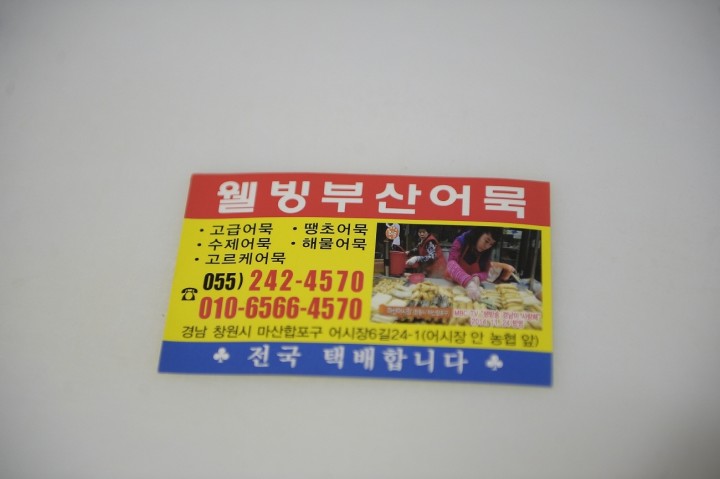 웰빙부산어묵
· 고급어묵 · 땡초어묵
· 수제어묵 · 해물어묵
· 고르케어묵
055) 242-4570
010-6566-4570
경남 창원시 마산합포구 어시장6길24-1(어시장 안 농협 앞)
♣ 전국 택배합니다 ♣